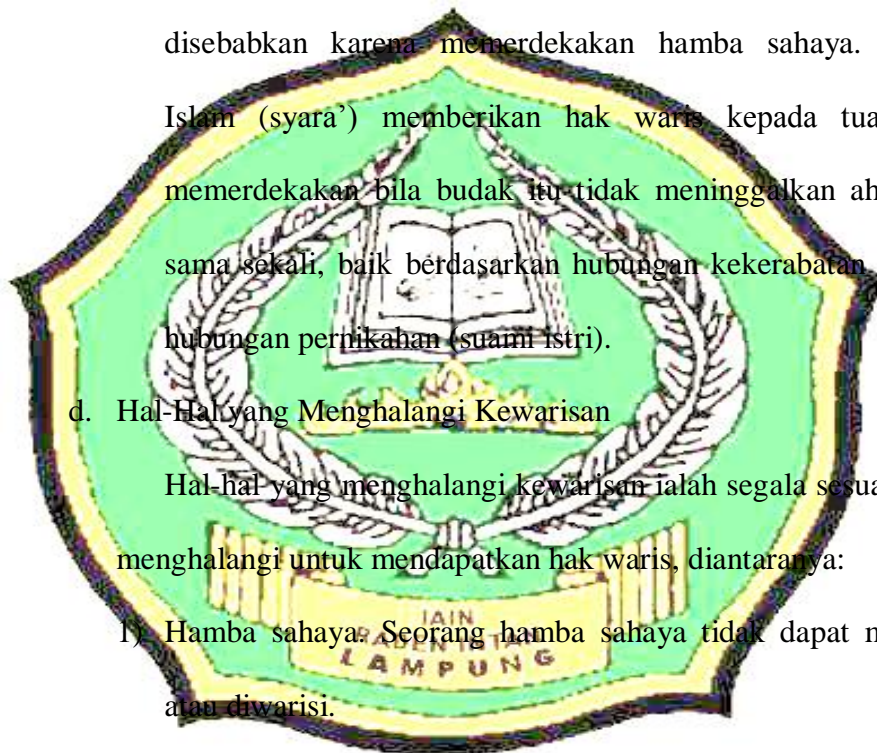 disebabkan karena memerdekakan hamba sahaya.
Islam (syara’) memberikan hak waris kepada tua
memerdekakan bila budak itu tidak meninggalkan ah
sama sekali, baik berdasarkan hubungan kekerabatan
hubungan pernikahan (suami istri).
d. Hal-Hal yang Menghalangi Kewarisan
Hal-hal yang menghalangi kewarisan ialah segala sesua
menghalangi untuk mendapatkan hak waris, diantaranya:
1) Hamba sahaya. Seorang hamba sahaya tidak dapat m
atau diwarisi.
IAIN
RADEN INTAN
LAMPUNG